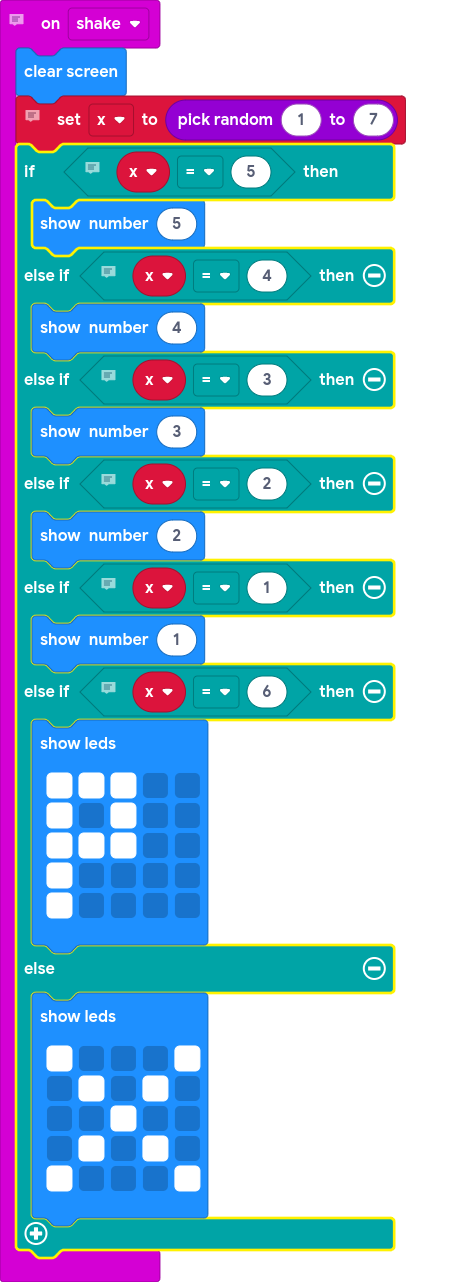 on shake
clear screen
set x to pick random 1 to 7
if x = 5 then
show number 5
else if x = 4 then
show number 4
else if x = 3 then
show number 3
else if x = 2 then
show number 2
else if x = 1 then
show number 1
else if x = 6 then
show leds
else
show leds